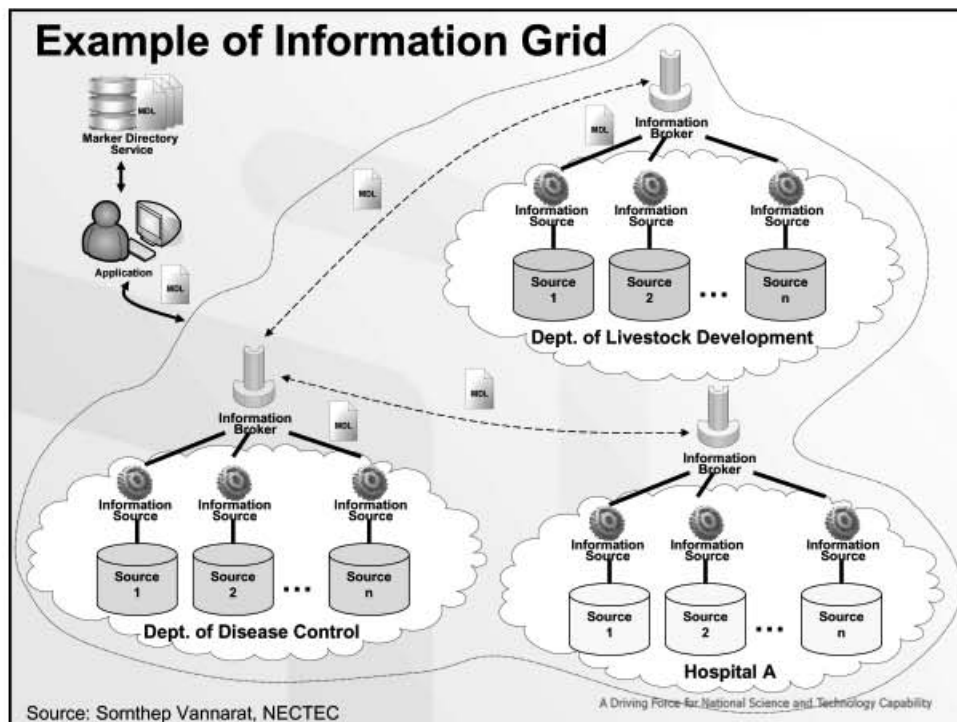 Example of Information Grid
MDL
Marker Directory
Service
Application
MDL
MDL
MDL
Information
Broker
Information
Source
Information
Source
Information
Source
Source
1
Source
2
...
Source
n
Dept. of Livestock Development
Information
Broker
MDL
MDL
Information
Source
Information
Source
Information
Source
Source
1
Source
2
...
Source
n
Dept. of Disease Control
Information
Broker
Information
Source
Information
Source
Information
Source
Source
1
Source
2
...
Source
n
Hospital A
Source: Somthep Vannarat, NECTEC
A Driving Force for National Science and Technology Capability